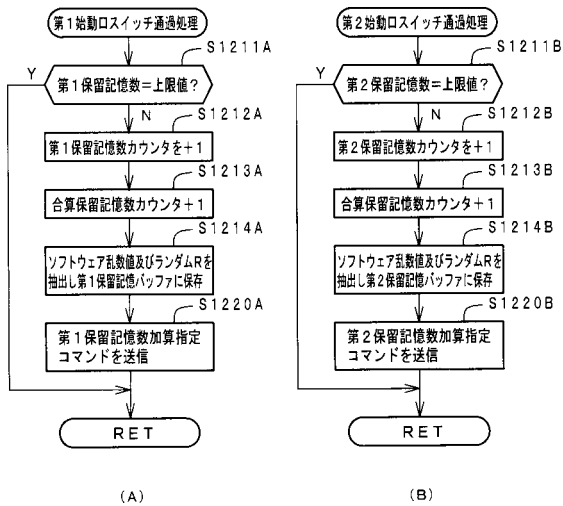 第1始動口スイッチ通過処理
S1211A
第1保留記憶数=上限値?
Y
N
S1212A
第1保留記憶数カウンタを+1
S1213A
合算保留記憶数カウンタ+1
S1214A
ソフトウェア乱数値及びランダムRを
抽出し第1保留記憶バッファに保存
S1220A
第1保留記憶数加算指定
コマンドを送信
RET
(A)
第2始動口スイッチ通過処理
S1211B
第2保留記憶数=上限値?
Y
N
S1212B
第2保留記憶数カウンタを+1
S1213B
合算保留記憶数カウンタ+1
S1214B
ソフトウェア乱数値及びランダムRを
抽出し第2保留記憶バッファに保存
S1220B
第2保留記憶数加算指定
コマンドを送信
RET
(B)